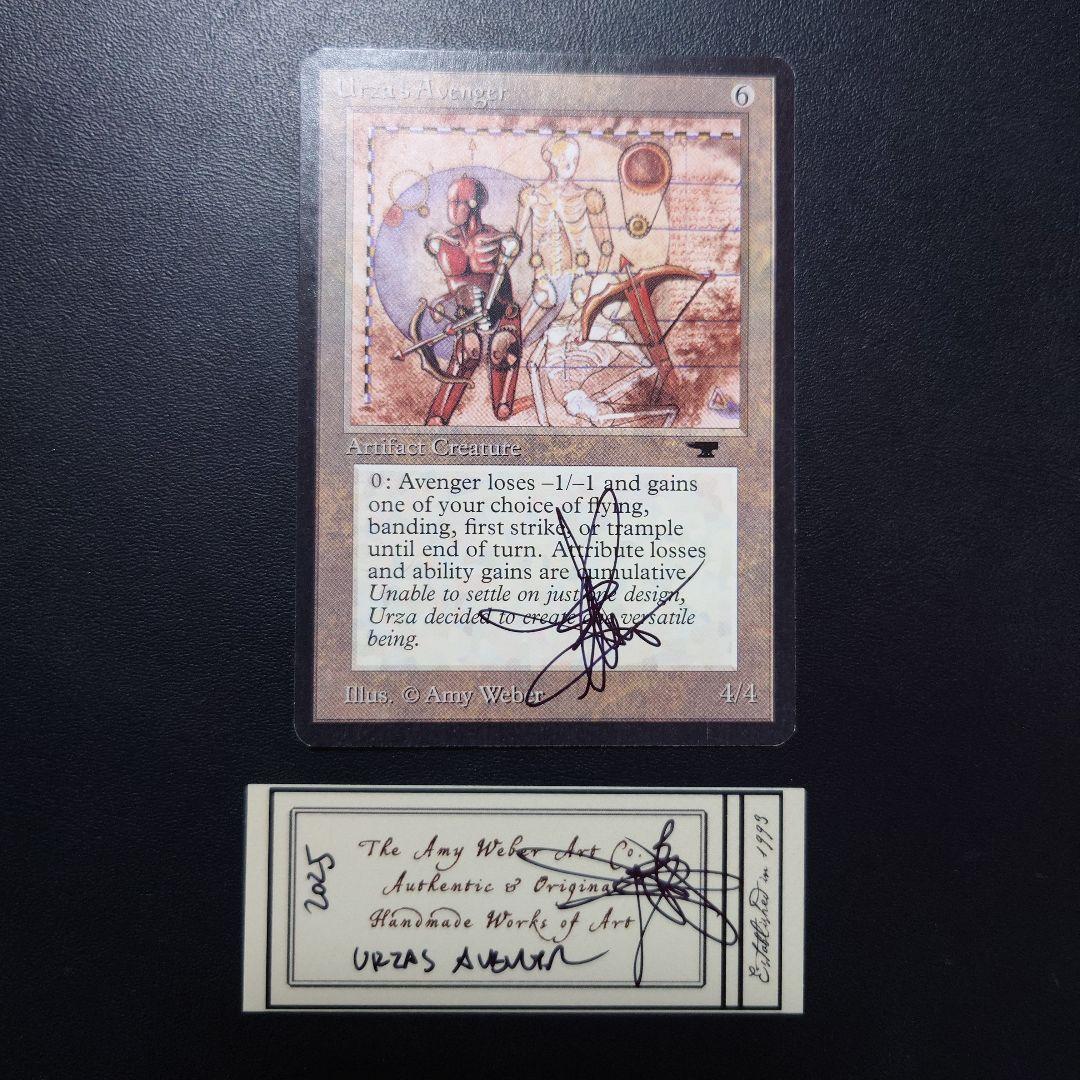 Urza's Avenger 6
Artifact Creature
0: Avenger loses –1/–1 and gains
one of your choice of flying,
banding, first strike, or trample
until end of turn. Attribute losses
and ability gains are cumulative.
Unable to settle on just one design,
Urza decided to create one versatile
being.
Illus. © Amy Weber 4/4
2025
The Amy Weber Art Co.
Authentic & Original
Handmade Works of Art
URZAS AVENGER
Established in 1993